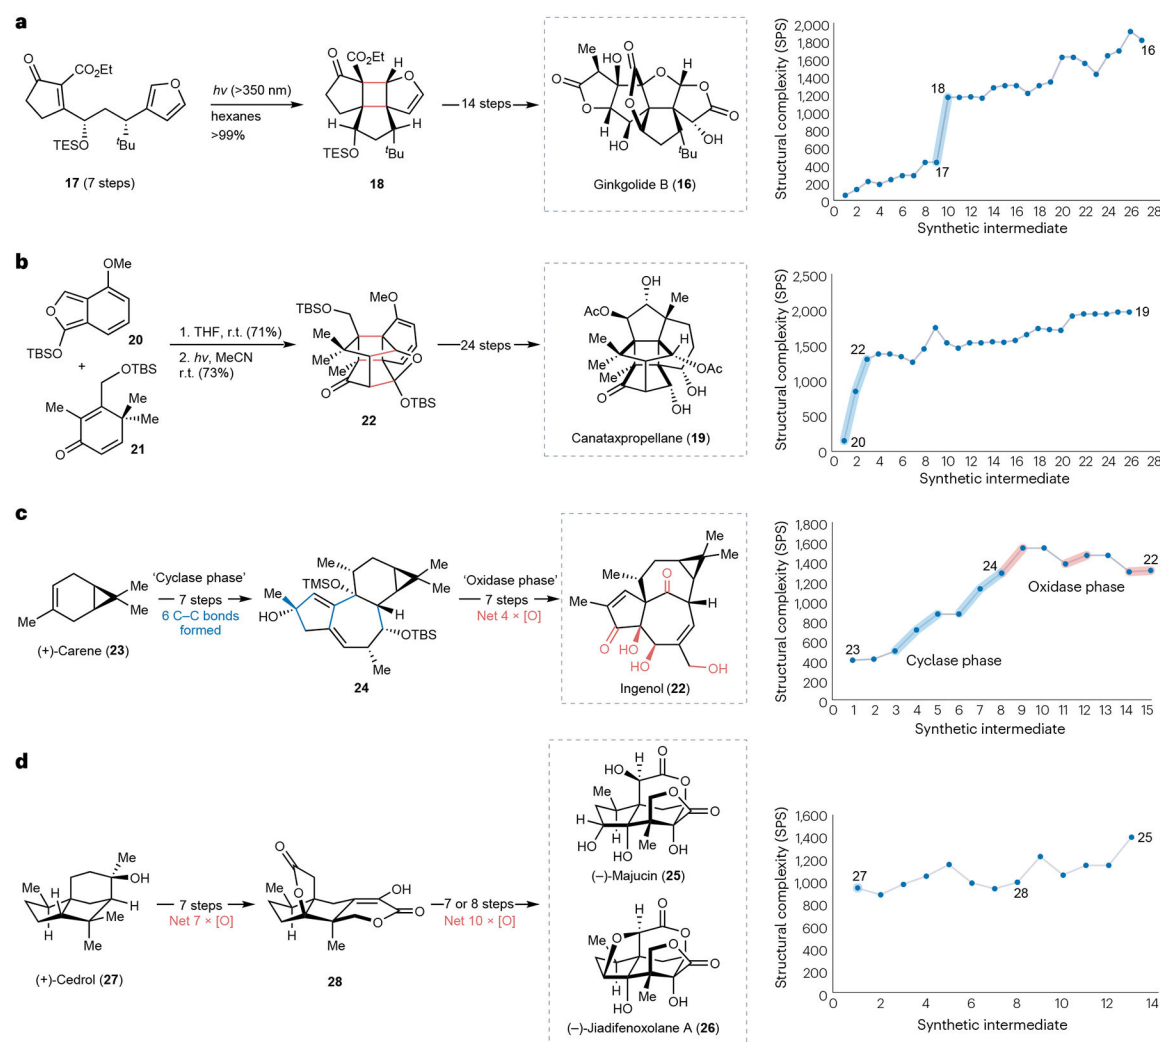 a
O
CO2Et
O
TESO
tBu
17 (7 steps)
hν (>350 nm)
hexanes
>99%
CO2Et
O
H
O
H
H
TESO
tBu
18
14 steps
Me
O
HO
O
H
O
O
O
O
O
H
H
HO
OH
tBu
Ginkgolide B (16)
Structural complexity (SPS)
2,000
1,800
1,600
1,400
1,200
1,000
800
600
400
200
0
18
17
16
0 2 4 6 8 10 12 14 16 18 20 22 24 26 28
Synthetic intermediate
b
OMe
O
TBSO
20
+
OTBS
Me
Me
Me
O
21
1. THF, r.t. (71%)
2. hν, MeCN
r.t. (73%)
TBSO
MeO
Me
Me
Me
O
O
OTBS
22
24 steps
OH
AcO
Me
H
Me
Me
Me
OAc
O
OH
OH
Canataxpropellane (19)
Structural complexity (SPS)
2,500
2,000
1,500
1,000
500
0
22
20
19
0 2 4 6 8 10 12 14 16 18 20 22 24 26 28
Synthetic intermediate
c
Me
Me
Me
(+)-Carene (23)
‘Cyclase phase’
7 steps
6 C–C bonds
formed
Me
TMSO
Me
Me
Me
HO
H
OTBS
Me
24
‘Oxidase phase’
7 steps
Net 4 × [O]
Me
Me
Me
O
Me
H
O
HO
HO
OH
Ingenol (22)
Structural complexity (SPS)
1,800
1,600
1,400
1,200
1,000
800
600
400
200
0
23
24
22
Oxidase phase
Cyclase phase
0 1 2 3 4 5 6 7 8 9 10 11 12 13 14 15
Synthetic intermediate
d
Me
OH
Me
H
H
Me
H
Me
(+)-Cedrol (27)
7 steps
Net 7 × [O]
O
Me
O
OH
O
O
H
Me
28
7 or 8 steps
Net 10 × [O]
H
O
HO
O
Me
O
O
H
H
HO
HO
Me
OH
(–)-Majucin (25)
H
O
O
O
Me
O
O
H
HO
Me
OH
(–)-Jiadifenoxolane A (26)
Structural complexity (SPS)
1,600
1,400
1,200
1,000
800
600
400
200
0
27
28
25
0 2 4 6 8 10 12 14
Synthetic intermediate